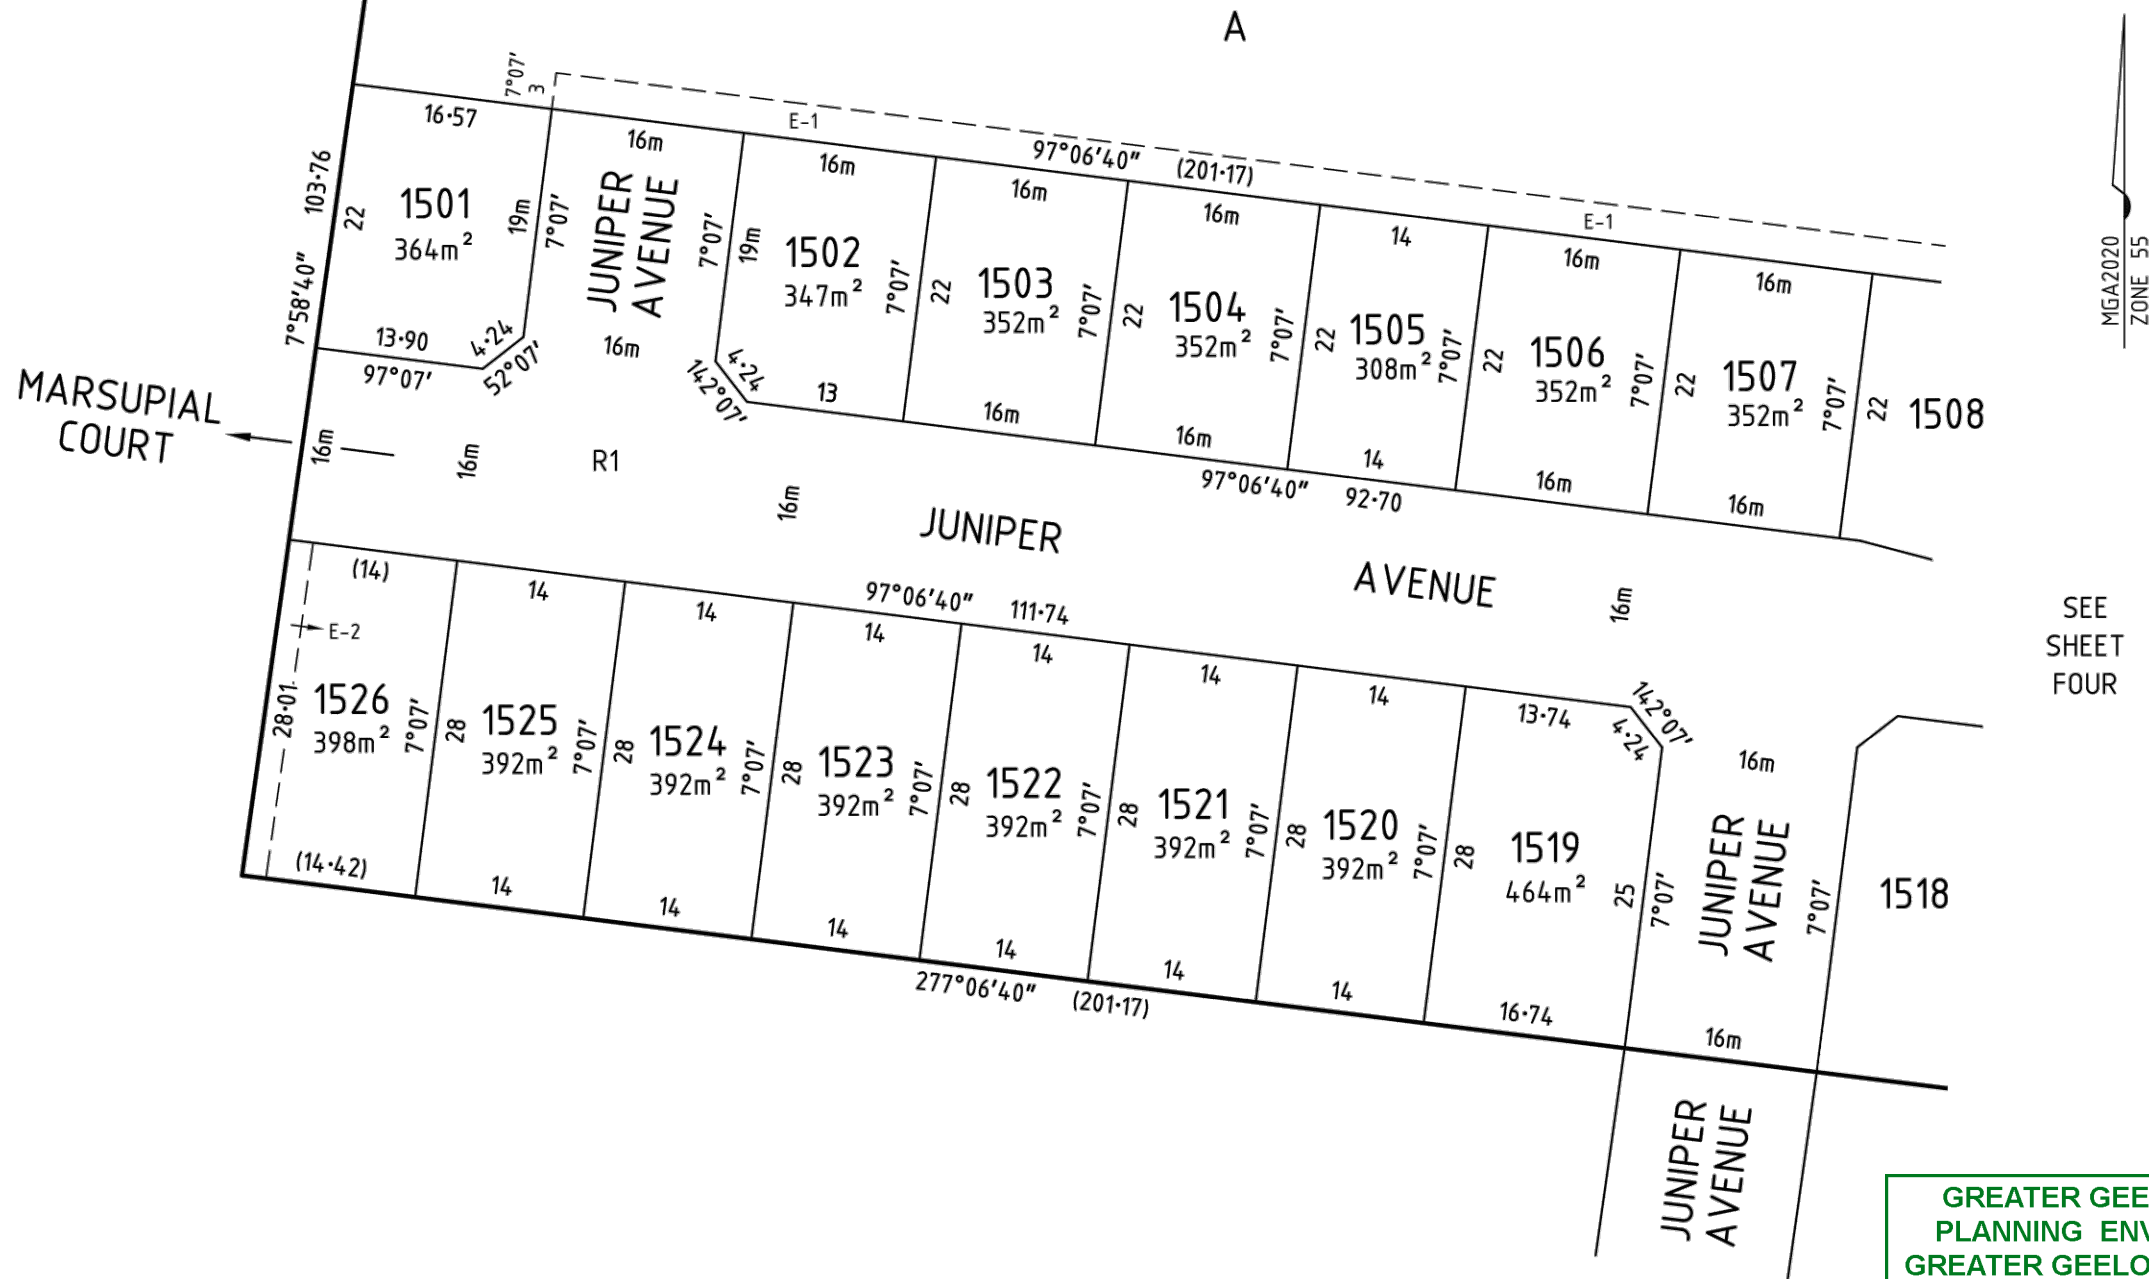 A
7°07'
3
E-1
97°06'40" (201·17)
E-1
16·57
16m
16m
16m
16m
14
16m
16m
103·76
7°58'40"
22
1501
364m²
19m
7°07'
JUNIPER
AVENUE
7°07'
19m
1502
347m²
7°07'
22
1503
352m²
7°07'
22
1504
352m²
7°07'
22
1505
308m²
7°07'
22
1506
352m²
7°07'
22
1507
352m²
7°07'
22
1508
MGA2020
ZONE 55
13·90
4·24
97°07'
52°07'
16m
4·24
142°07'
13
16m
16m
14
16m
16m
97°06'40" 92·70
MARSUPIAL
COURT
16m
16m
R1
16m
JUNIPER
AVENUE
16m
SEE
SHEET
FOUR
97°06'40" 111·74
(14)
14
14
14
14
14
14
13·74
142°07'
4·24
E-2
28·01
1526
398m²
7°07'
28
1525
392m²
7°07'
28
1524
392m²
7°07'
28
1523
392m²
7°07'
28
1522
392m²
7°07'
28
1521
392m²
7°07'
28
1520
392m²
7°07'
28
1519
464m²
25
7°07'
16m
JUNIPER
AVENUE
7°07'
1518
(14·42)
14
14
14
14
14
14
16·74
16m
277°06'40" (201·17)
JUNIPER
AVENUE
GREATER GEE
PLANNING ENV
GREATER GEELO